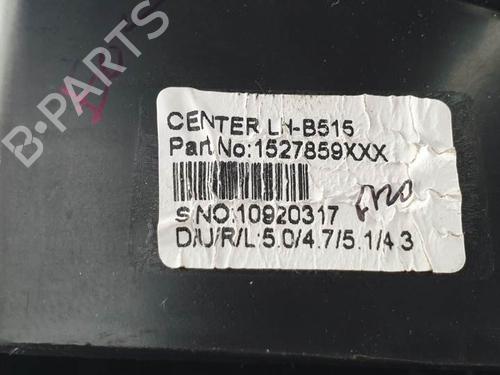 B-PARTS
CENTER LH-B515
Part No:1527859XXX
S/NO:10920317
D/U/R/L:5.0/4.7/5.1/4.3